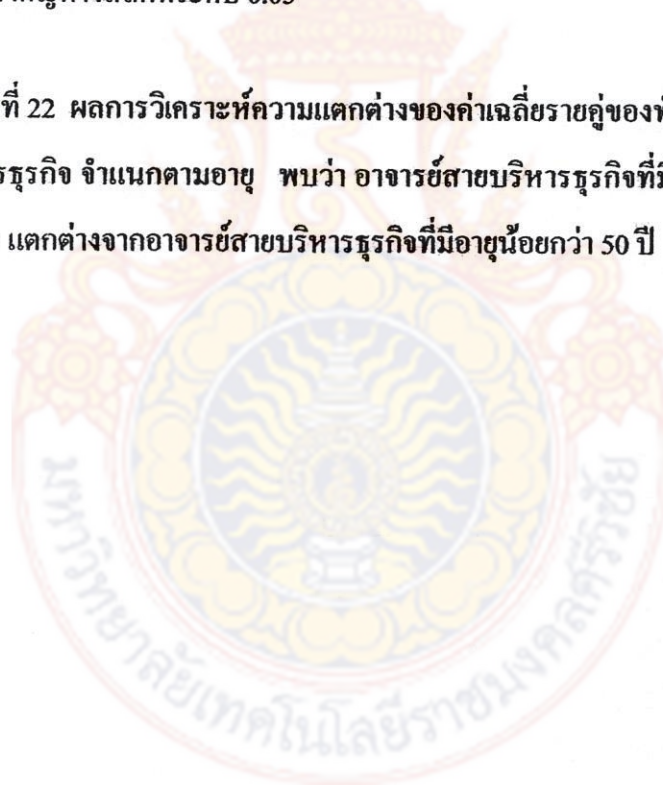 ที่ 22 ผลการวิเคราะห์ความแตกต่างของค่าเฉลี่ยรายคู่ของ
ธุรกิจ จำแนกตามอายุ พบว่า อาจารย์สายบริหารธุรกิจที่
แตกต่างจากอาจารย์สายบริหารธุรกิจที่มีอายุน้อยกว่า 50 ปี
มหาวิทยาลัยเทคโนโลยีราชมงคลศรีวิชัย